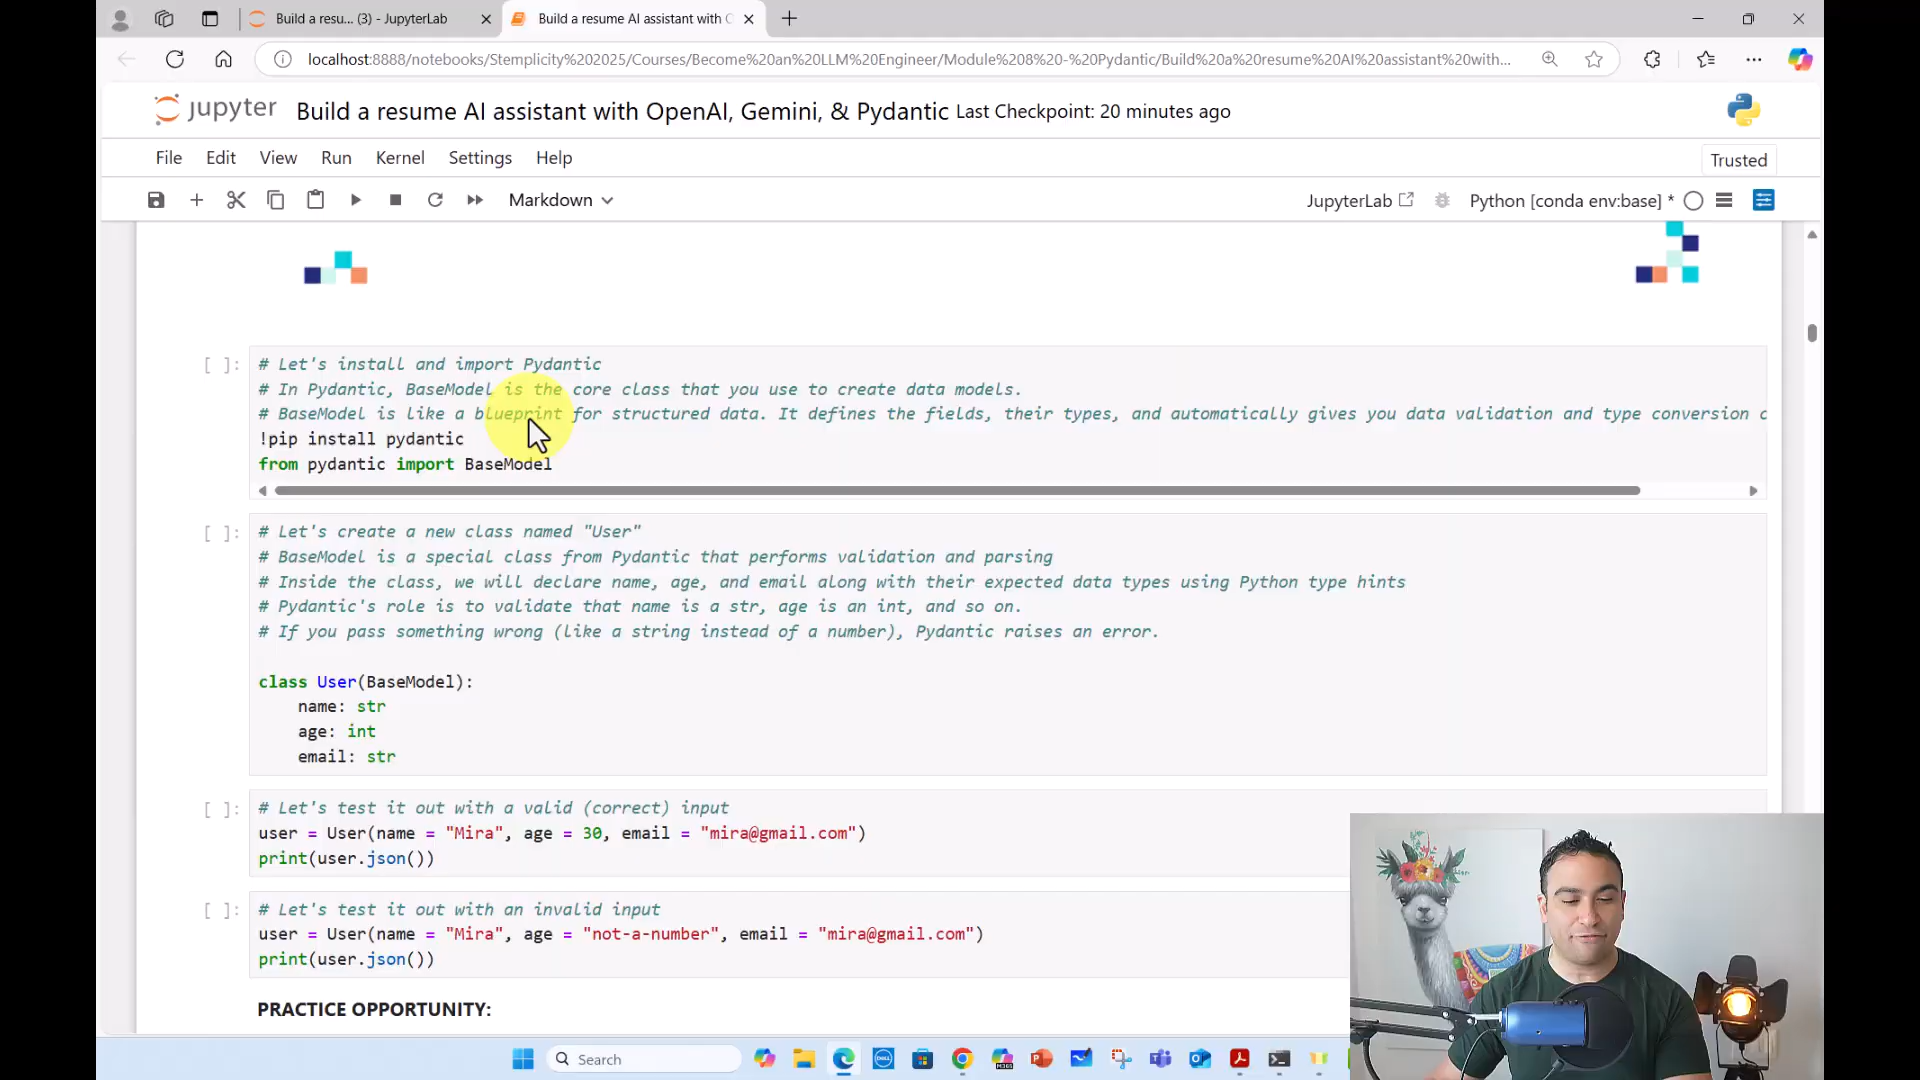 Build a resu... (3) - JupyterLab
Build a resume AI assistant with O
localhost:8888/notebooks/Stemplicity%202025/Courses/Become%20an%20LLM%20Engineer/Module%208%20-%20Pydantic/Build%20a%20resume%20AI%20assistant%20with...
jupyter Build a resume AI assistant with OpenAI, Gemini, & Pydantic Last Checkpoint: 20 minutes ago
File Edit View Run Kernel Settings Help
Trusted
Markdown
JupyterLab
Python [conda env:base] *
[ ]: # Let's install and import Pydantic
# In Pydantic, BaseModel is the core class that you use to create data models.
# BaseModel is like a blueprint for structured data. It defines the fields, their types, and automatically gives you data validation and type conversion c
!pip install pydantic
from pydantic import BaseModel
[ ]: # Let's create a new class named "User"
# BaseModel is a special class from Pydantic that performs validation and parsing
# Inside the class, we will declare name, age, and email along with their expected data types using Python type hints
# Pydantic's role is to validate that name is a str, age is an int, and so on.
# If you pass something wrong (like a string instead of a number), Pydantic raises an error.
class User(BaseModel):
name: str
age: int
email: str
[ ]: # Let's test it out with a valid (correct) input
user = User(name = "Mira", age = 30, email = "mira@gmail.com")
print(user.json())
[ ]: # Let's test it out with an invalid input
user = User(name = "Mira", age = "not-a-number", email = "mira@gmail.com")
print(user.json())
PRACTICE OPPORTUNITY:
Search